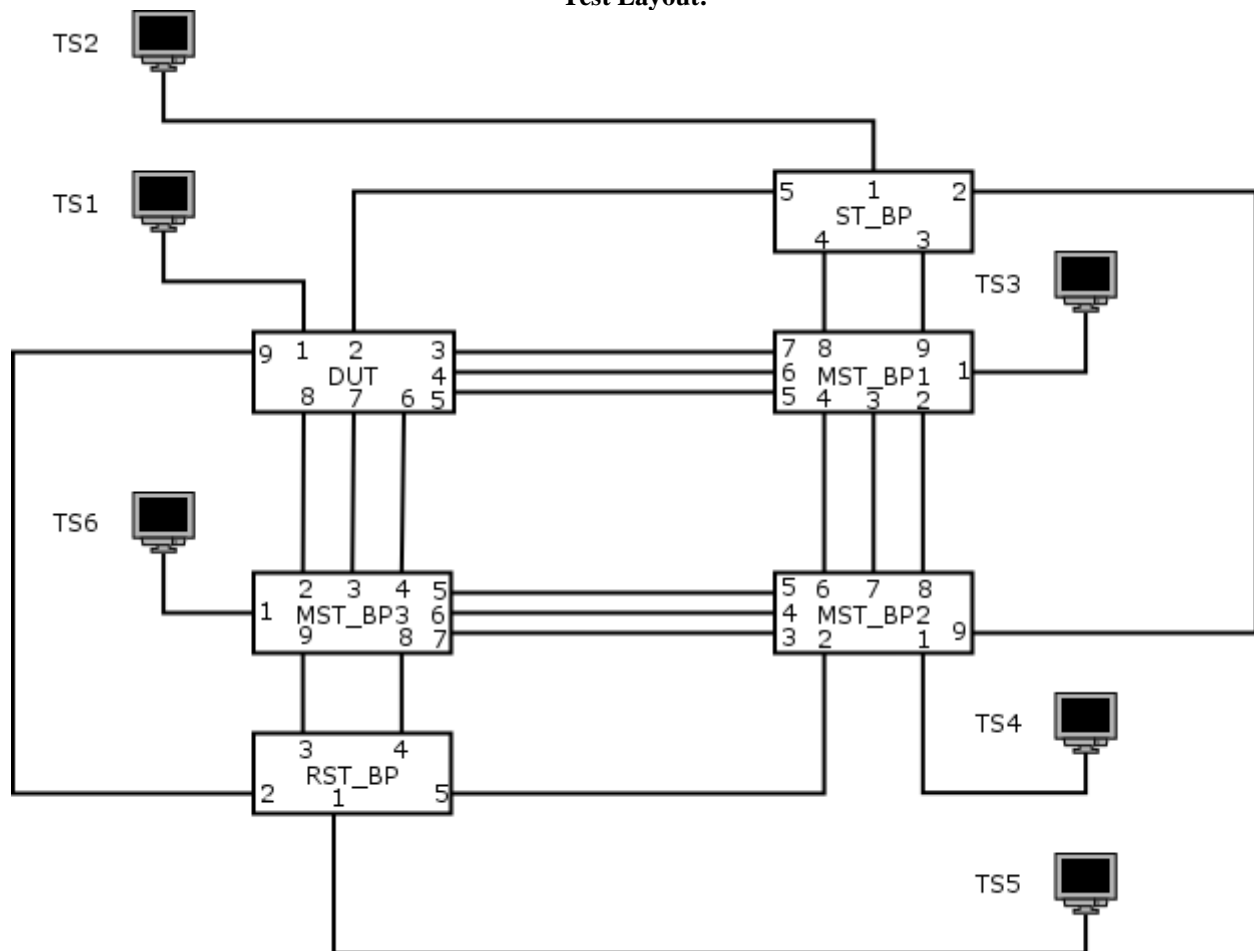 Test Layout:
TS2
TS1
5 1 2
ST_BP
4 3
TS3
9 1 2 3
DUT 4
8 7 6 5
7 8 9
6 MST_BP1 1
5 4 3 2
TS6
2 3 4 5
1 MST_BP3 6
9 8 7
5 6 7 8
4 MST_BP2 9
3 2 1
TS4
3 4
RST_BP
2 1 5
TS5